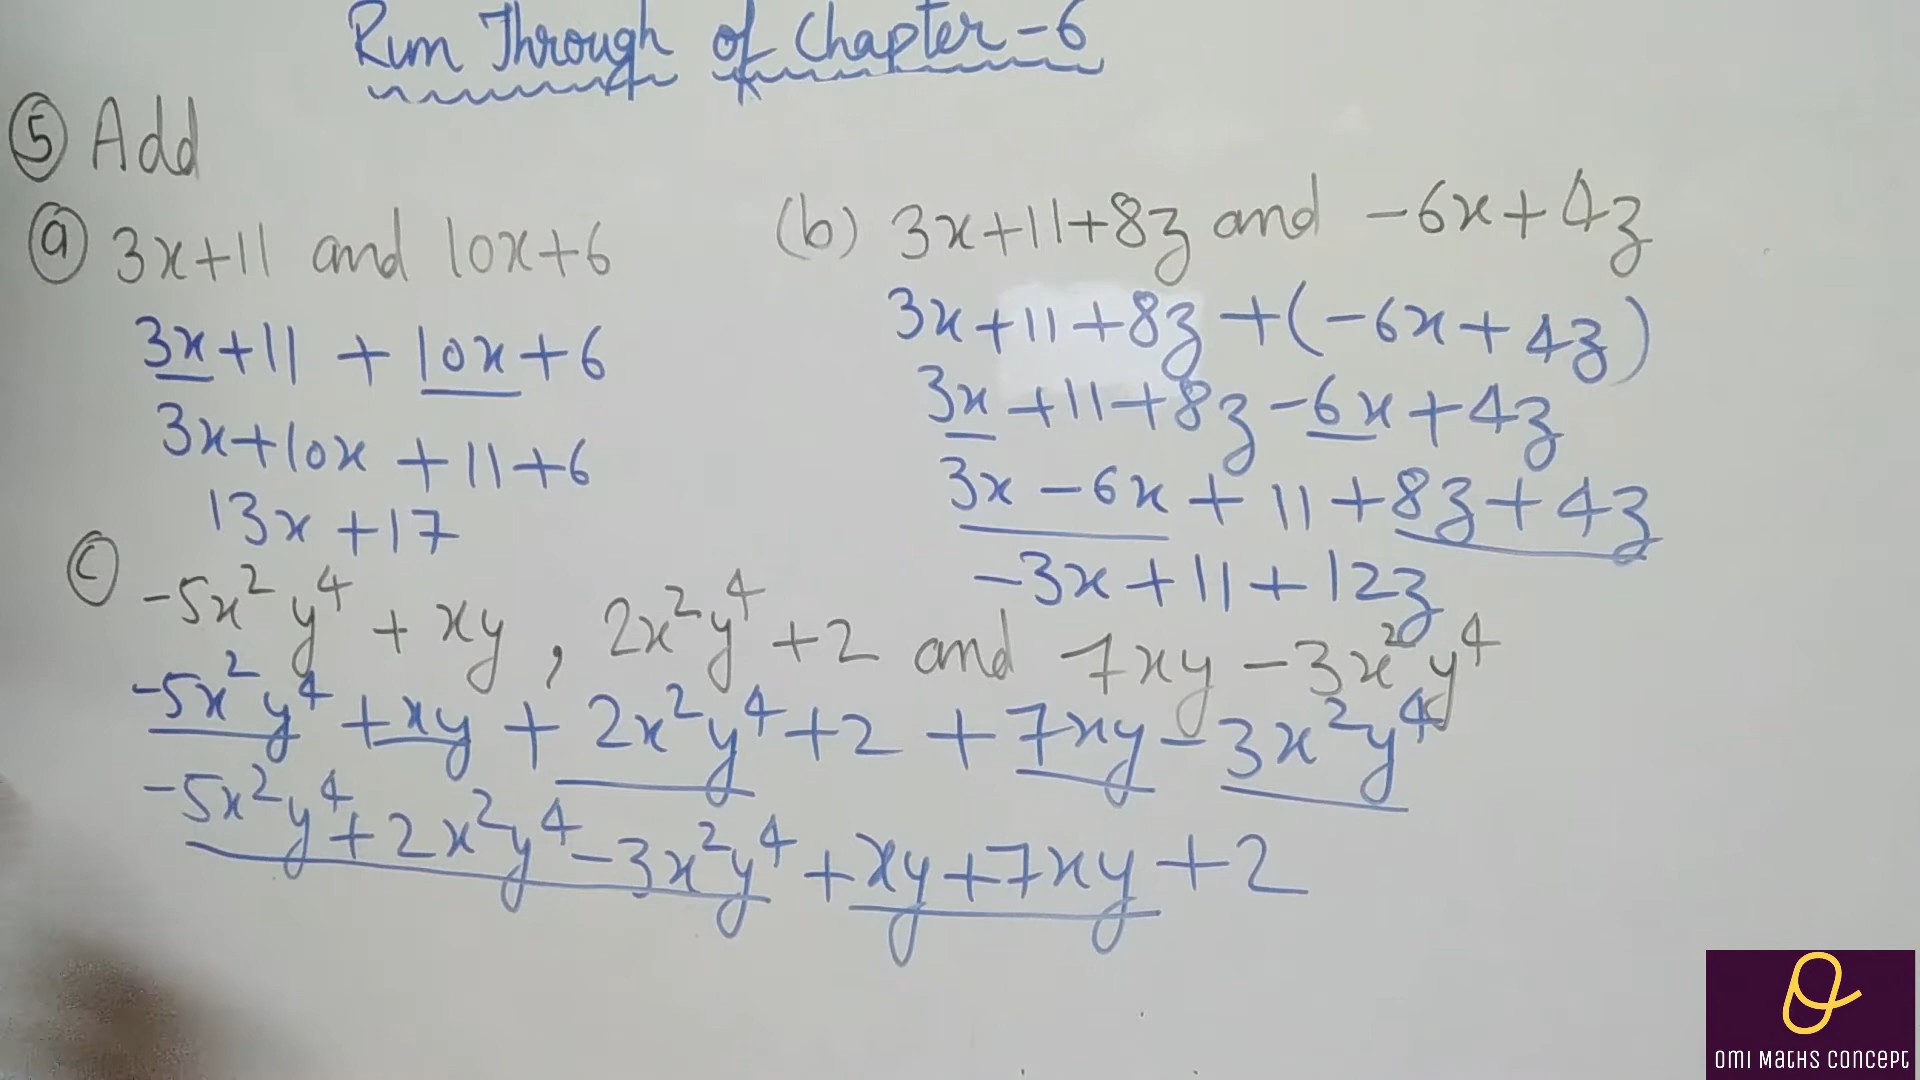 Run Through of Chapter-6
⑤ Add
ⓐ 3x+11 and 10x+6
3x+11 + 10x+6
3x+10x + 11+6
13x +17
(b) 3x+11+8z and -6x+4z
3x+11+8z+(-6x+4z)
3x+11+8z-6x+4z
3x-6x+11+8z+4z
-3x+11+12z
ⓒ -5x²y⁴+xy, 2x²y⁴+2 and 7xy-3x²y⁴
-5x²y⁴+xy+2x²y⁴+2+7xy-3x²y⁴
-5x²y⁴+2x²y⁴-3x²y⁴+xy+7xy+2
OMI MATHS CONCEPT